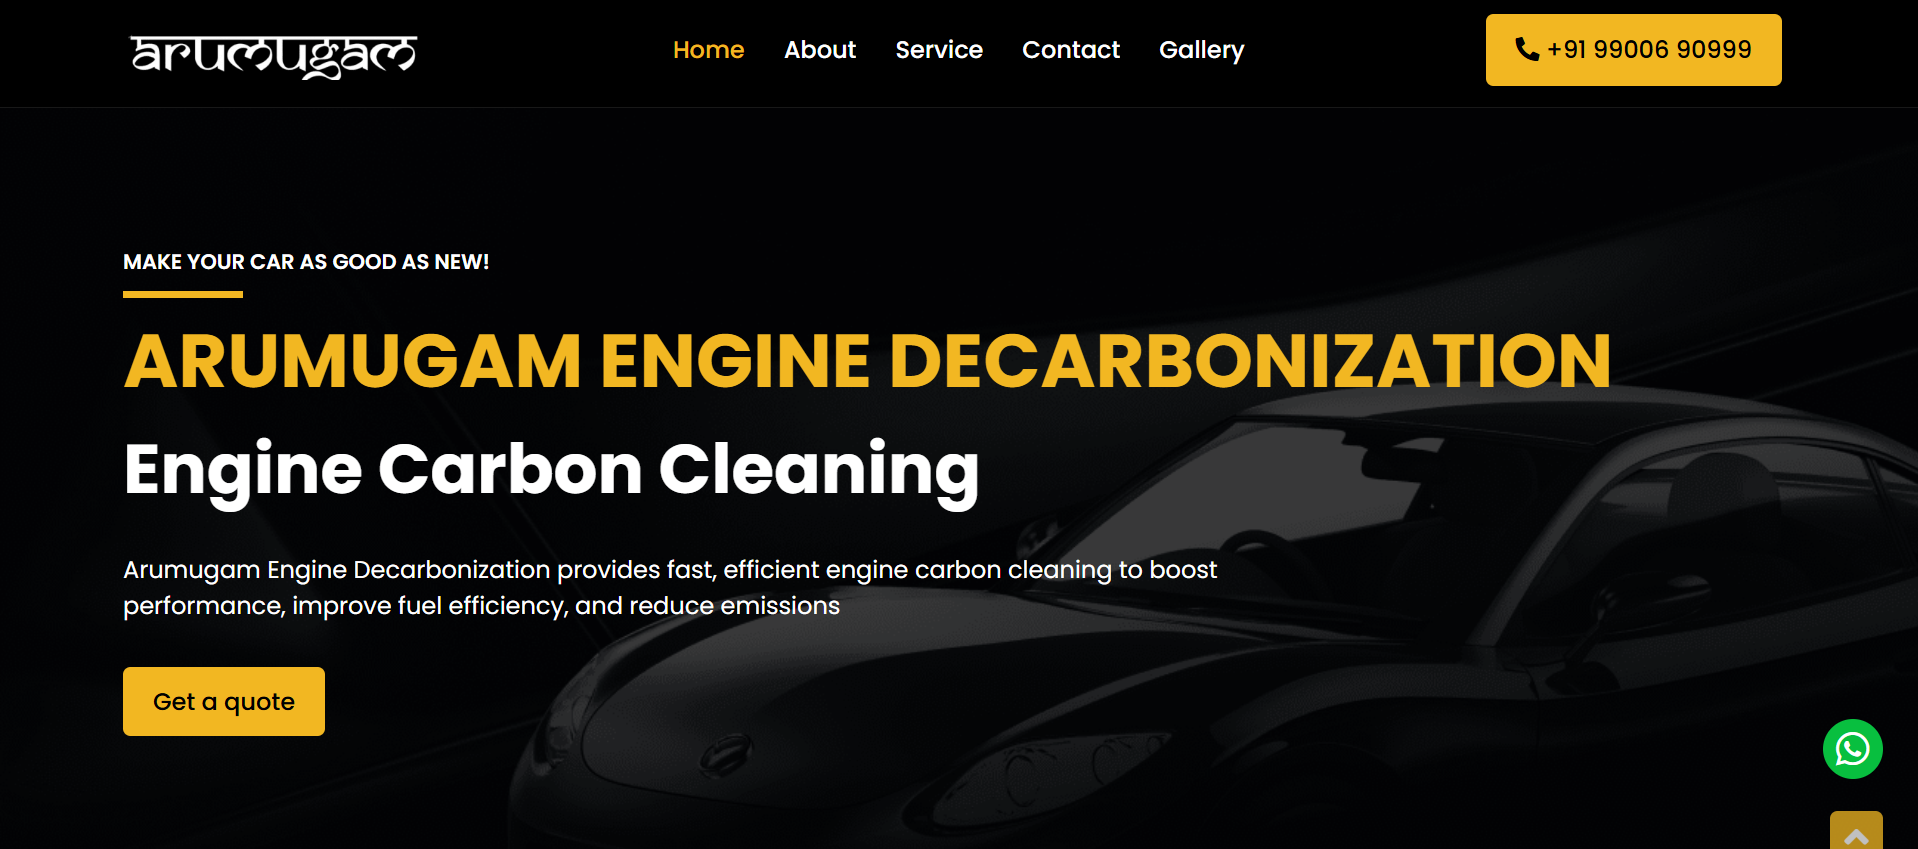 arumugam
Home About Service Contact Gallery
+91 99006 90999
MAKE YOUR CAR AS GOOD AS NEW!
ARUMUGAM ENGINE DECARBONIZATION
Engine Carbon Cleaning
Arumugam Engine Decarbonization provides fast, efficient engine carbon cleaning to boost
performance, improve fuel efficiency, and reduce emissions
Get a quote